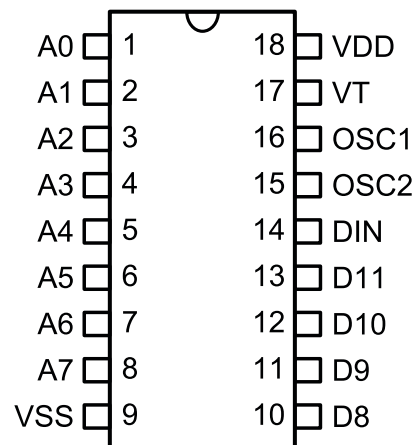 A0 1 18 VDD
A1 2 17 VT
A2 3 16 OSC1
A3 4 15 OSC2
A4 5 14 DIN
A5 6 13 D11
A6 7 12 D10
A7 8 11 D9
VSS 9 10 D8